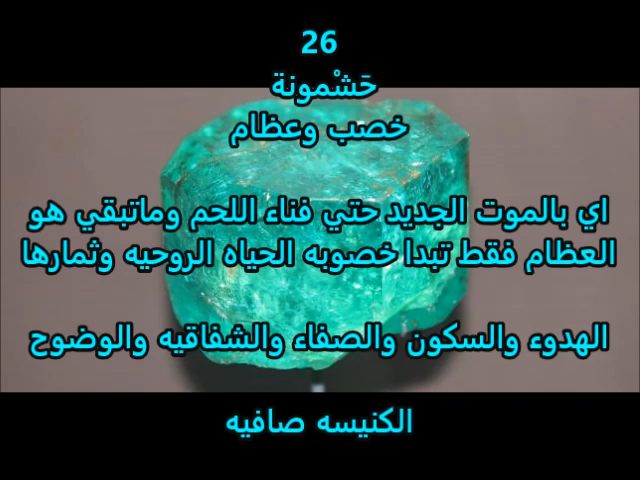 26
حَشْمونة
خصب وعظام
اي بالموت الجديد حتي فناء اللحم وماتبقي هو
العظام فقط تبدا خصوبه الحياه الروحيه وثمارها
الهدوء والسكون والصفاء والشفاقيه والوضوح
الكنيسه صافيه